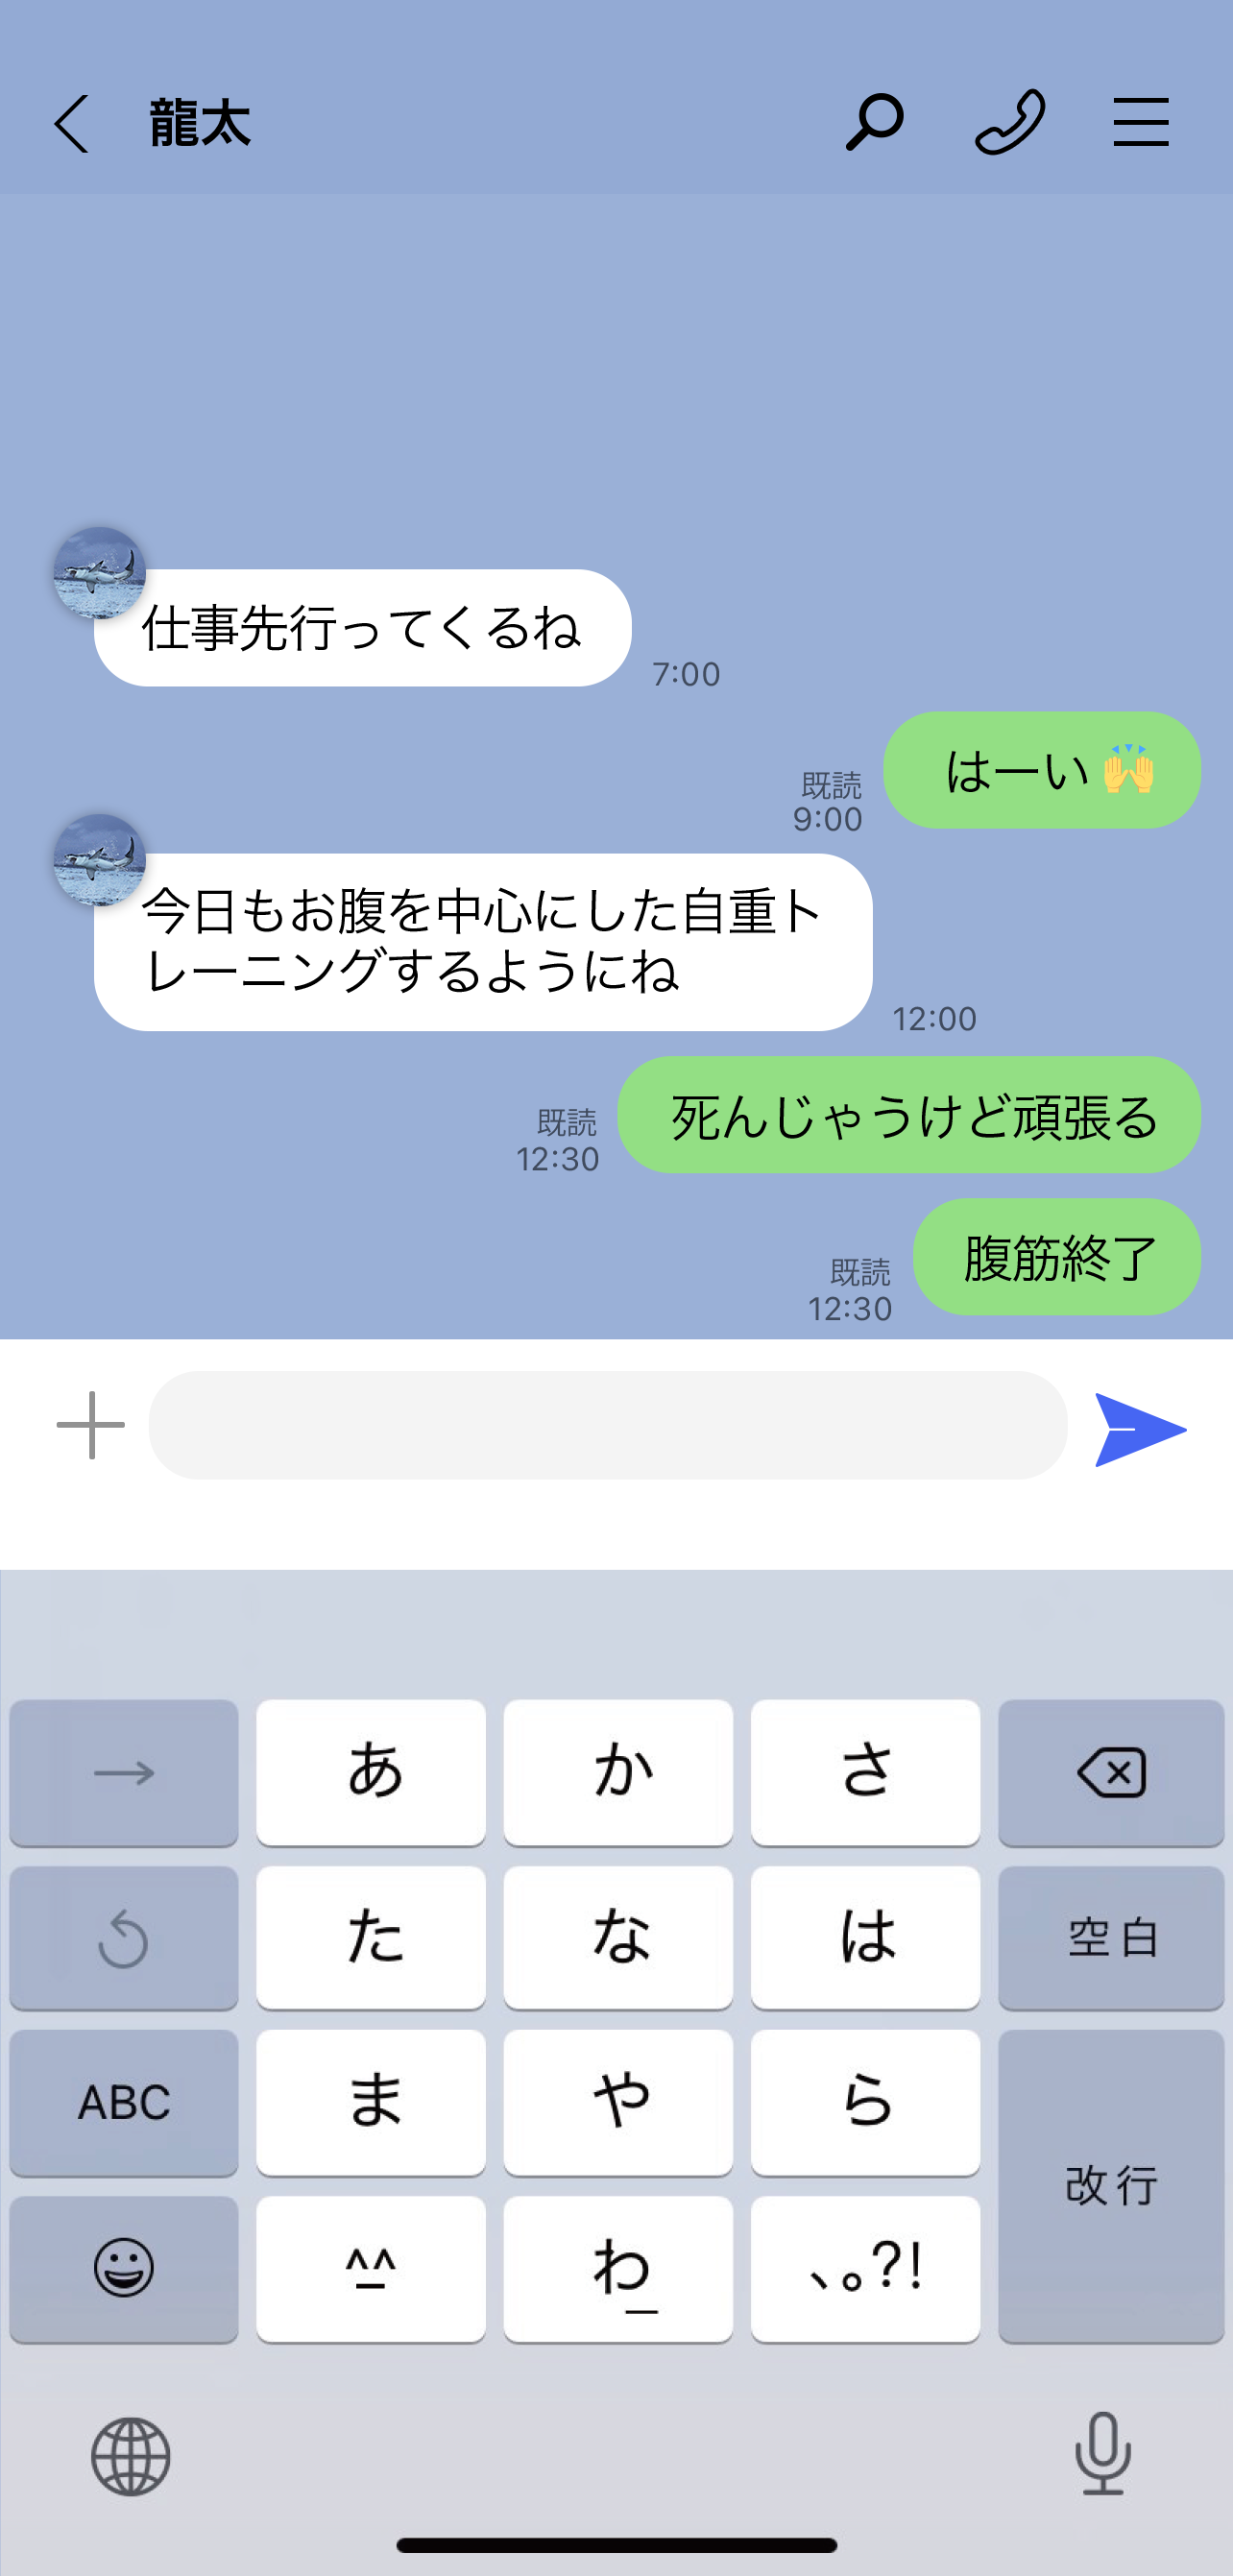 龍太
仕事先行ってくるね
7:00
はーい🙌
既読
9:00
今日もお腹を中心にした自重ト
レーニングするようにね
12:00
死んじゃうけど頑張る
既読
12:30
腹筋終了
既読
12:30
→ あ か さ
た な は 空白
ABC ま や ら
改行
^^ わ_ 、。?!